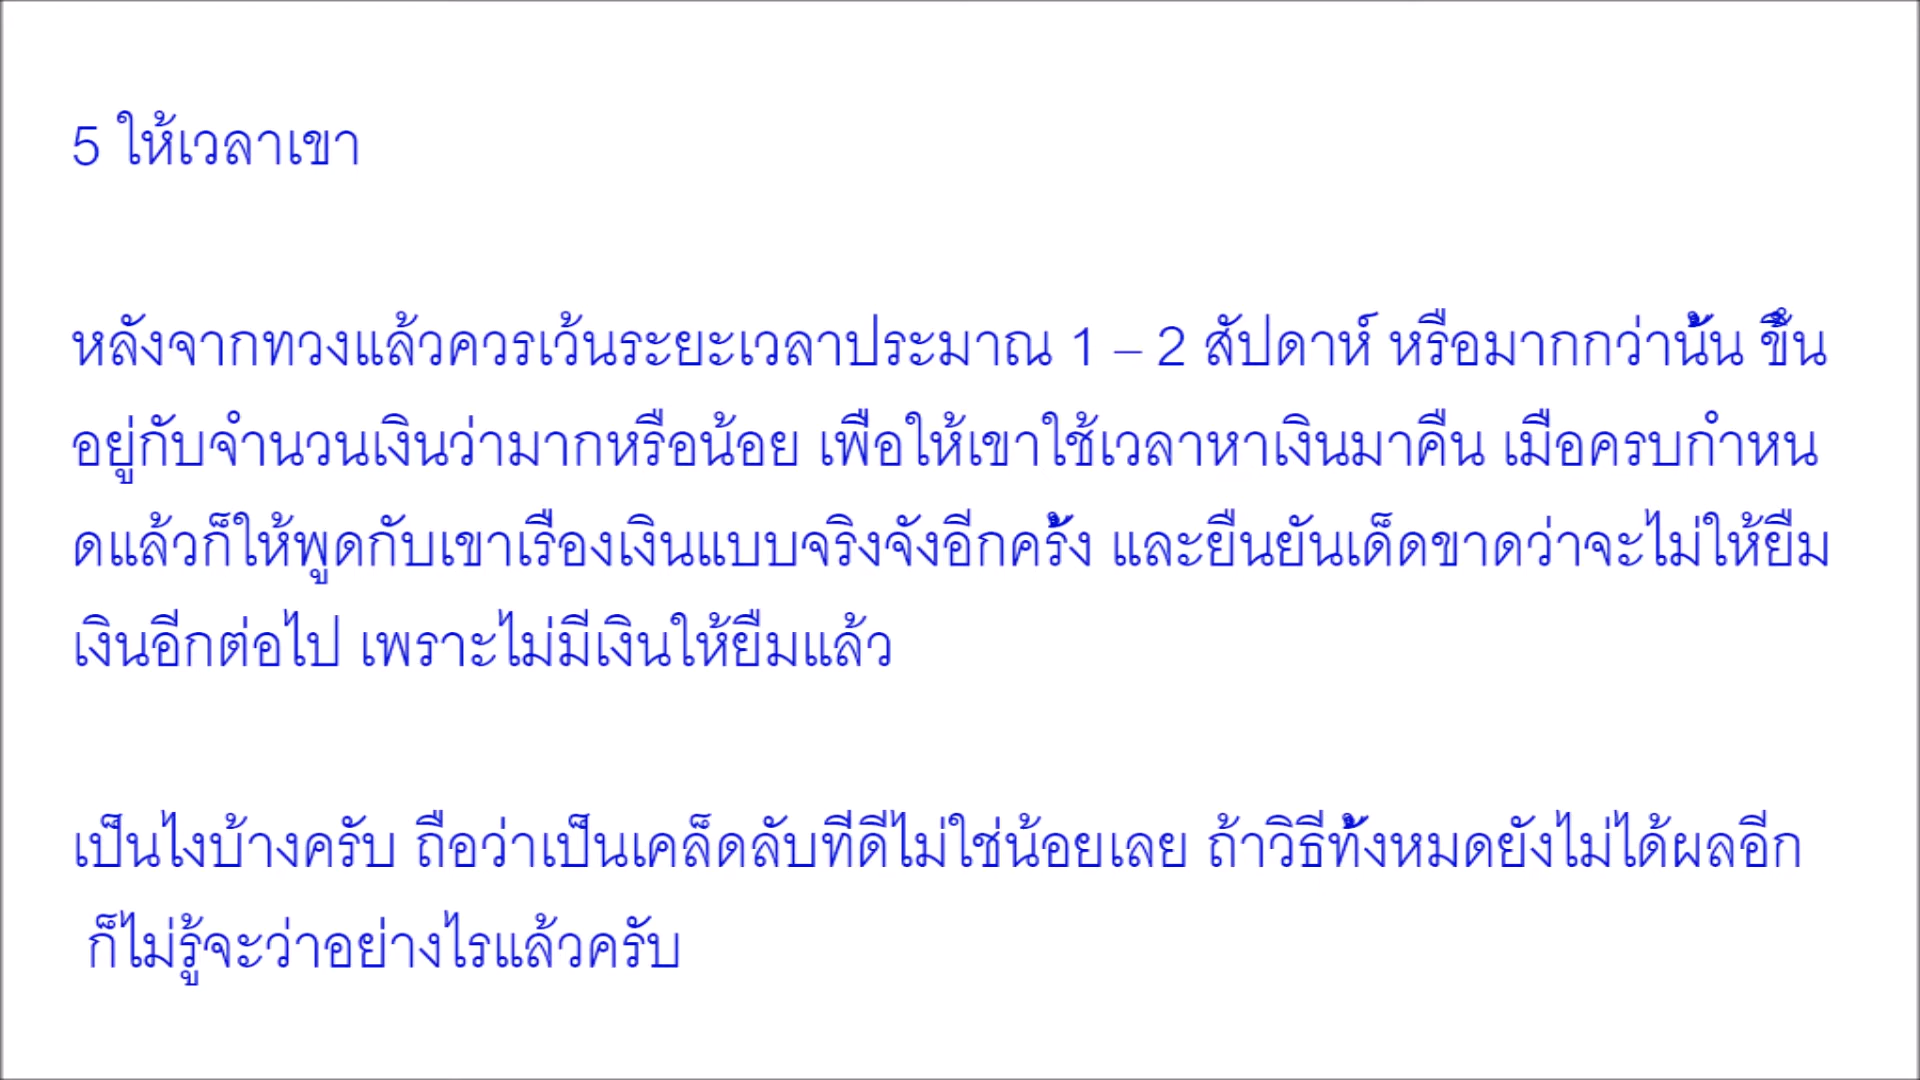 5 ให้เวลาเขา
หลังจากทวงแล้วควรเว้นระยะเวลาประมาณ 1 – 2 สัปดาห์ หรือมากกว่านั้น ขึ้น
อยู่กับจำนวนเงินว่ามากหรือน้อย เพื่อให้เขาใช้เวลาหาเงินมาคืน เมื่อครบกำหน
ดแล้วก็ให้พูดกับเขาเรื่องเงินแบบจริงจังอีกครั้ง และยืนยันเด็ดขาดว่าจะไม่ให้ยืม
เงินอีกต่อไป เพราะไม่มีเงินให้ยืมแล้ว
เป็นไงบ้างครับ ถือว่าเป็นเคล็ดลับที่ดีไม่ใช่น้อยเลย ถ้าวิธีทั้งหมดยังไม่ได้ผลอีก
ก็ไม่รู้จะว่าอย่างไรแล้วครับ